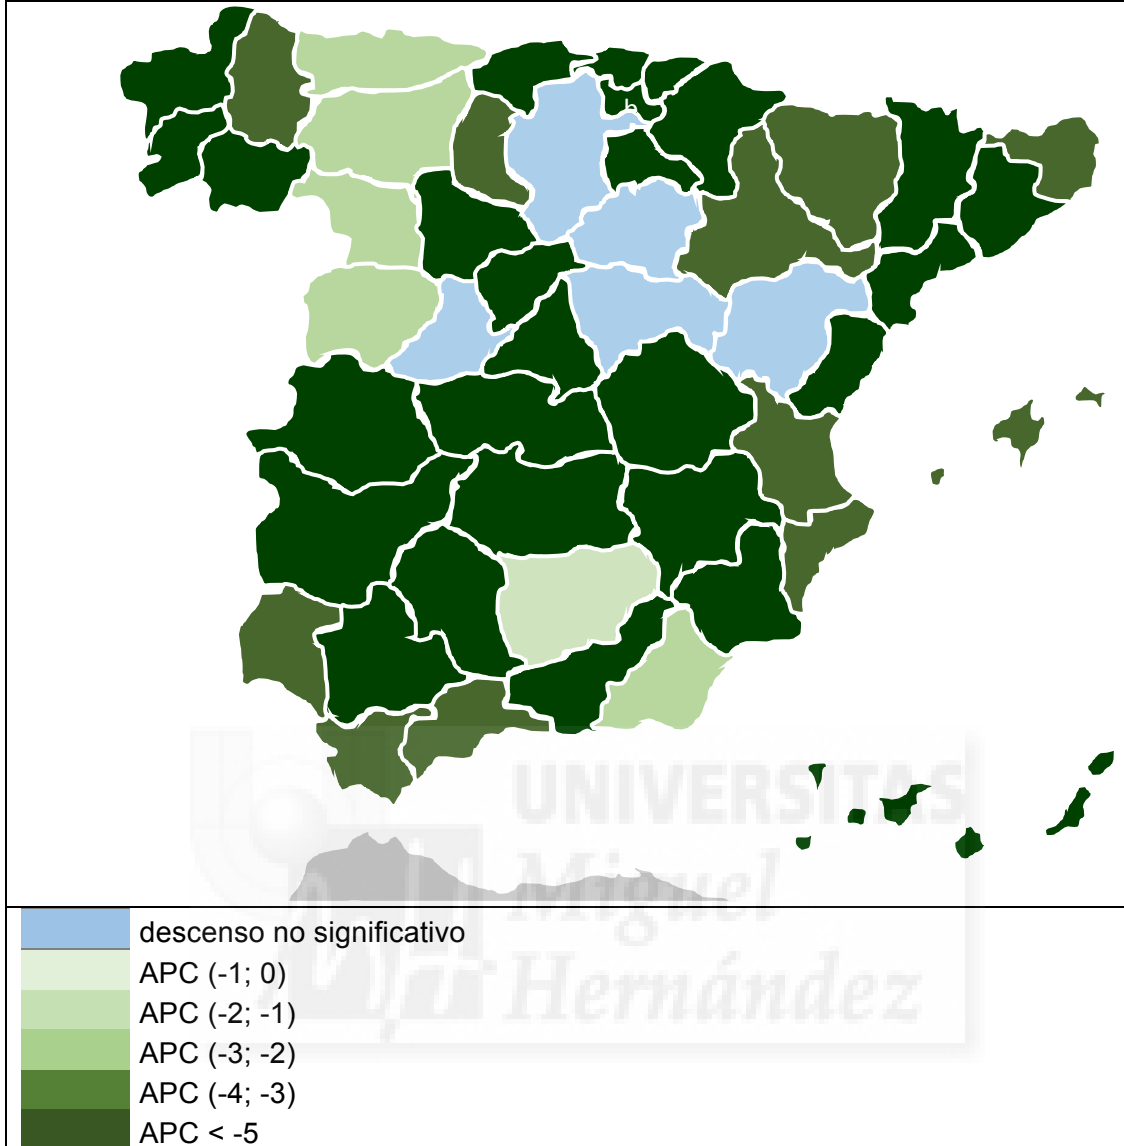 b
UNIVERSITAS
Miguel
Hernández
descenso no significativo
APC (-1; 0)
APC (-2; -1)
APC (-3; -2)
APC (-4; -3)
APC < -5